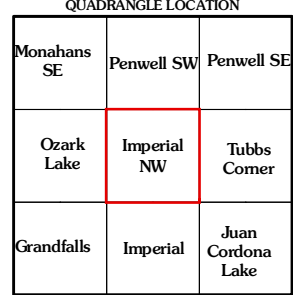 QUADRANGLE LOCATION
Monahans
SE
Penwell SW
Penwell SE
Ozark
Lake
Imperial
NW
Tubbs
Corner
Grandfalls
Imperial
Juan
Cordona
Lake